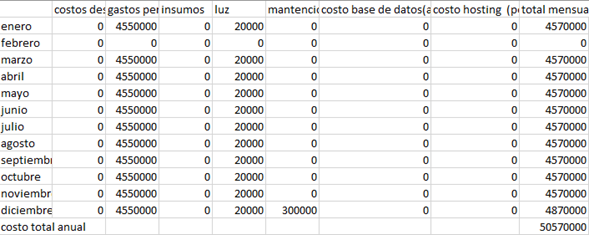 costos des gastos per insumos luz mantenció costo base de datos(a costo hosting (pe total mensua
enero 0 4550000 0 20000 0 0 0 4570000
febrero 0 0 0 0 0 0 0 0
marzo 0 4550000 0 20000 0 0 0 4570000
abril 0 4550000 0 20000 0 0 0 4570000
mayo 0 4550000 0 20000 0 0 0 4570000
junio 0 4550000 0 20000 0 0 0 4570000
julio 0 4550000 0 20000 0 0 0 4570000
agosto 0 4550000 0 20000 0 0 0 4570000
septiembr 0 4550000 0 20000 0 0 0 4570000
octubre 0 4550000 0 20000 0 0 0 4570000
noviembr 0 4550000 0 20000 0 0 0 4570000
diciembre 0 4550000 0 20000 300000 0 0 4870000
costo total anual 50570000